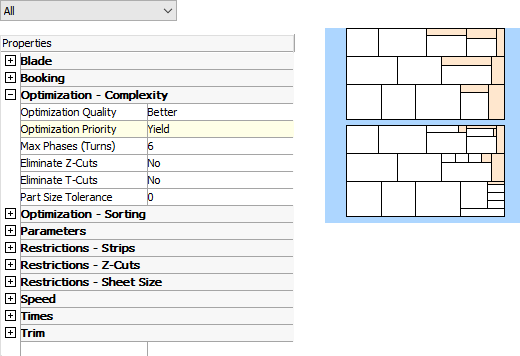 All
Properties
Blade
Booking
Optimization - Complexity
Optimization Quality Better
Optimization Priority Yield
Max Phases (Turns) 6
Eliminate Z-Cuts No
Eliminate T-Cuts No
Part Size Tolerance 0
Optimization - Sorting
Parameters
Restrictions - Strips
Restrictions - Z-Cuts
Restrictions - Sheet Size
Speed
Times
Trim